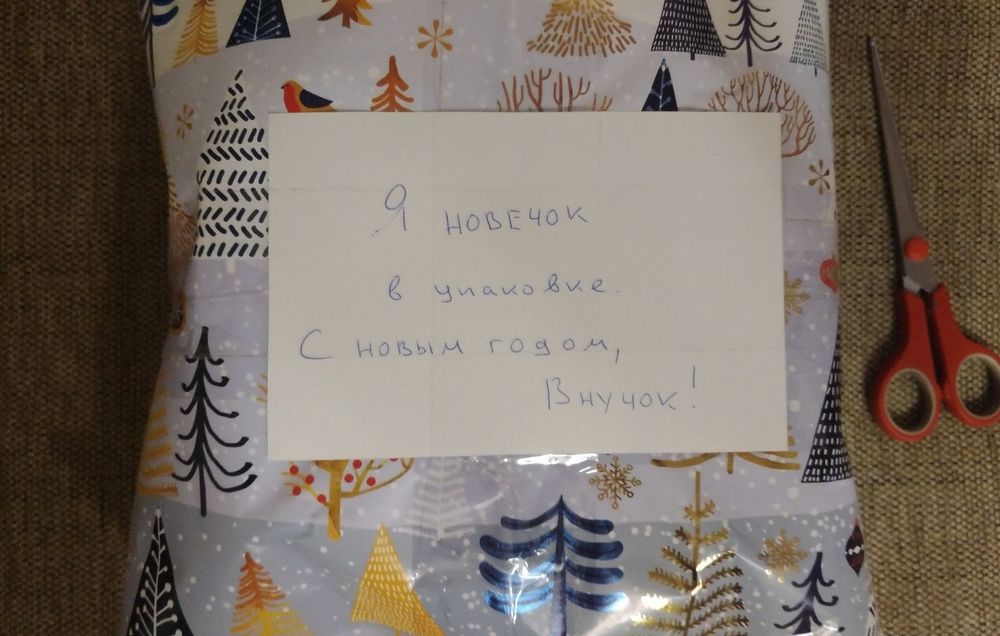 Я новечок
в упаковке.
С новым годом,
Внучок!